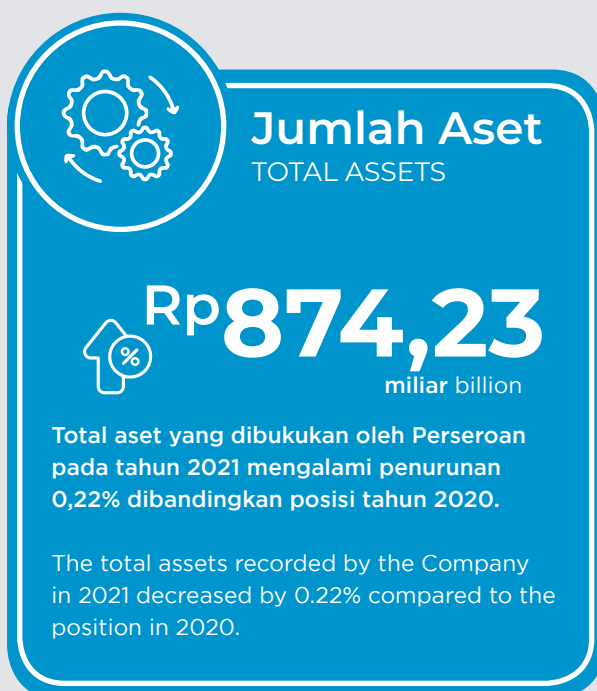 Jumlah Aset
TOTAL ASSETS
Rp874,23
%
miliar billion
Total aset yang dibukukan oleh Perseroan
pada tahun 2021 mengalami penurunan
0,22% dibandingkan posisi tahun 2020.
The total assets recorded by the Company
in 2021 decreased by 0.22% compared to the
position in 2020.